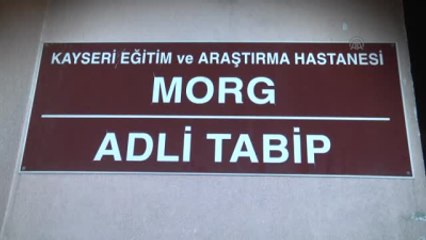 KAYSERİ EĞİTİM ve ARAŞTIRMA HASTANESİ
MORG
ADLİ TABİP